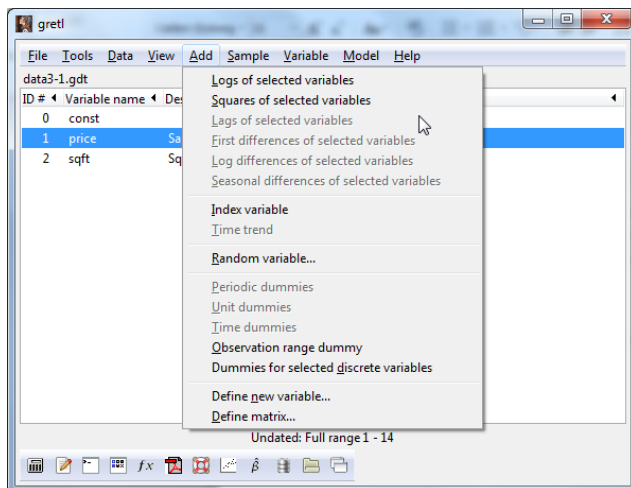 gretl
File Tools Data View Add Sample Variable Model Help
data3-1.gdt
ID # Variable name Des
0 const
1 price Sa
2 sqft Sq
Logs of selected variables
Squares of selected variables
Lags of selected variables
First differences of selected variables
Log differences of selected variables
Seasonal differences of selected variables
Index variable
Time trend
Random variable...
Periodic dummies
Unit dummies
Time dummies
Observation range dummy
Dummies for selected discrete variables
Define new variable...
Define matrix...
Undated: Full range 1 - 14
fx β̂